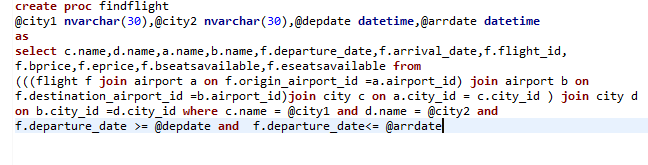 create proc findflight
@city1 nvarchar(30),@city2 nvarchar(30),@depdate datetime,@arrdate datetime
as
select c.name,d.name,a.name,b.name,f.departure_date,f.arrival_date,f.flight_id,
f.bprice,f.eprice,f.bseatsavailable,f.eseatsavailable from
(((flight f join airport a on f.origin_airport_id =a.airport_id) join airport b on
f.destination_airport_id =b.airport_id)join city c on a.city_id = c.city_id ) join city d
on b.city_id =d.city_id where c.name = @city1 and d.name = @city2 and
f.departure_date >= @depdate and  f.departure_date<= @arrdate